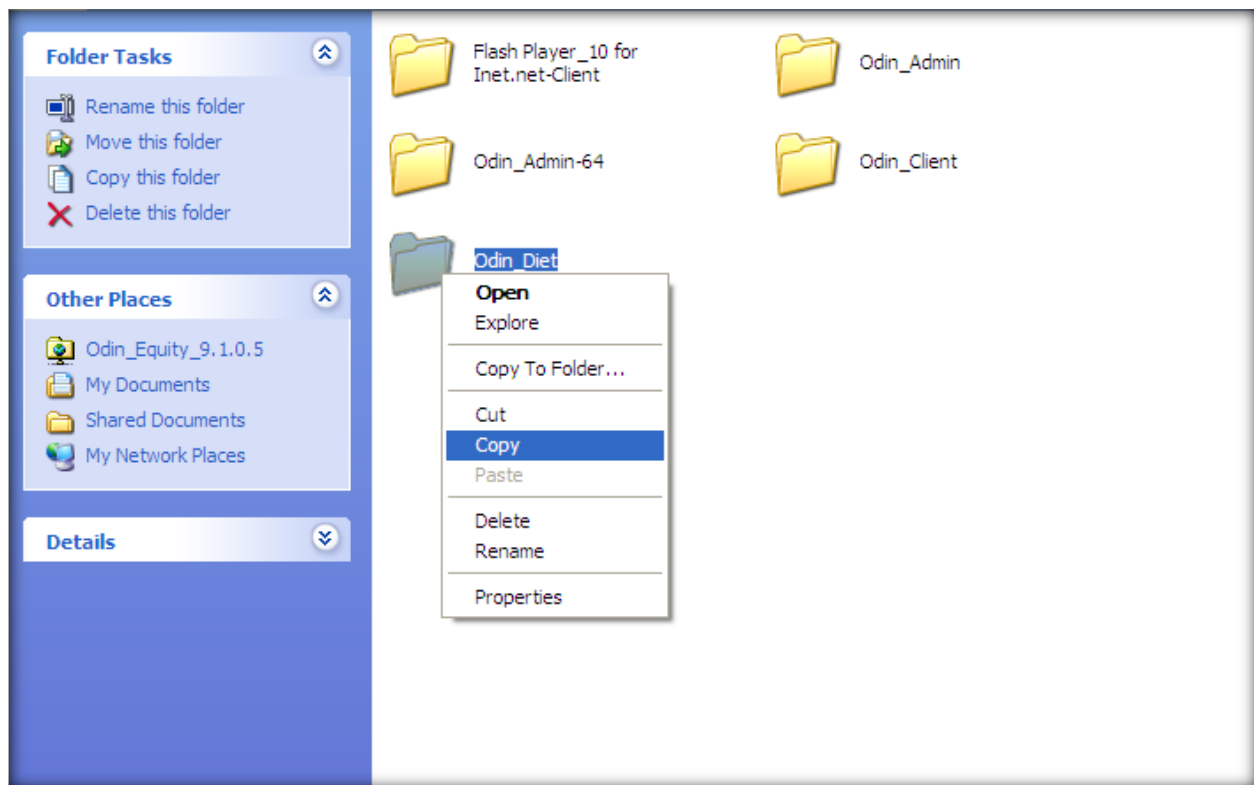 Folder Tasks
Rename this folder
Move this folder
Copy this folder
Delete this folder
Other Places
Odin_Equity_9.1.0.5
My Documents
Shared Documents
My Network Places
Details
Flash Player_10 for
Inet.net-Client
Odin_Admin
Odin_Admin-64
Odin_Client
Odin_Diet
Open
Explore
Copy To Folder...
Cut
Copy
Paste
Delete
Rename
Properties